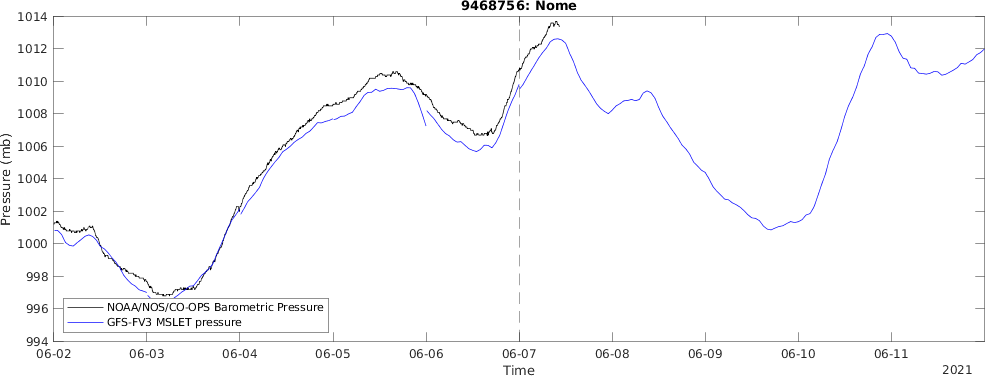 9468756: Nome
Pressure (mb)
1014
1012
1010
1008
1006
1004
1002
1000
998
996
994
NOAA/NOS/CO-OPS Barometric Pressure
GFS-FV3 MSLET pressure
06-02 06-03 06-04 06-05 06-06 06-07 06-08 06-09 06-10 06-11
Time
2021